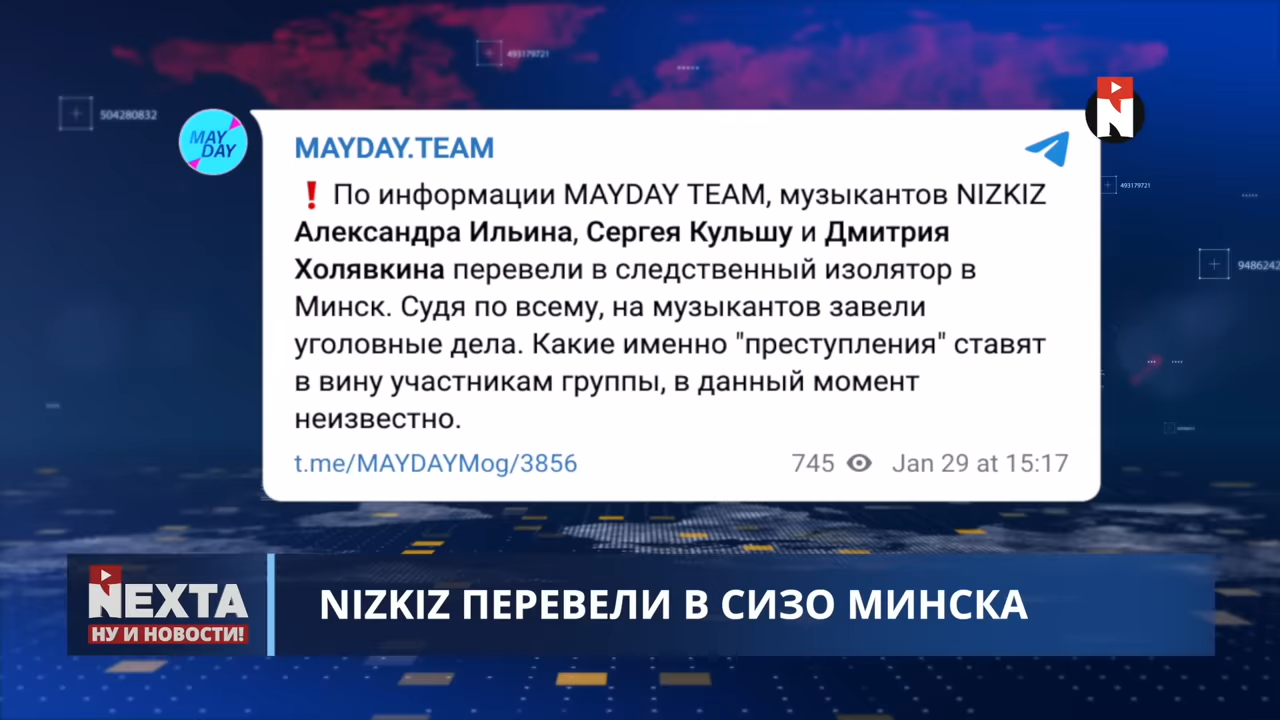 493179721
504280832
MAY
DAY
MAYDAY.TEAM
N
❗ По информации MAYDAY TEAM, музыкантов NIZKIZ
493179721
Александра Ильина, Сергея Кульшу и Дмитрия
Холявкина перевели в следственный изолятор в
9486242
Минск. Судя по всему, на музыкантов завели
уголовные дела. Какие именно "преступления" ставят
в вину участникам группы, в данный момент
неизвестно.
t.me/MAYDAYMog/3856 745 Jan 29 at 15:17
NEXTA
НУ И НОВОСТИ!
NIZKIZ ПЕРЕВЕЛИ В СИЗО МИНСКА